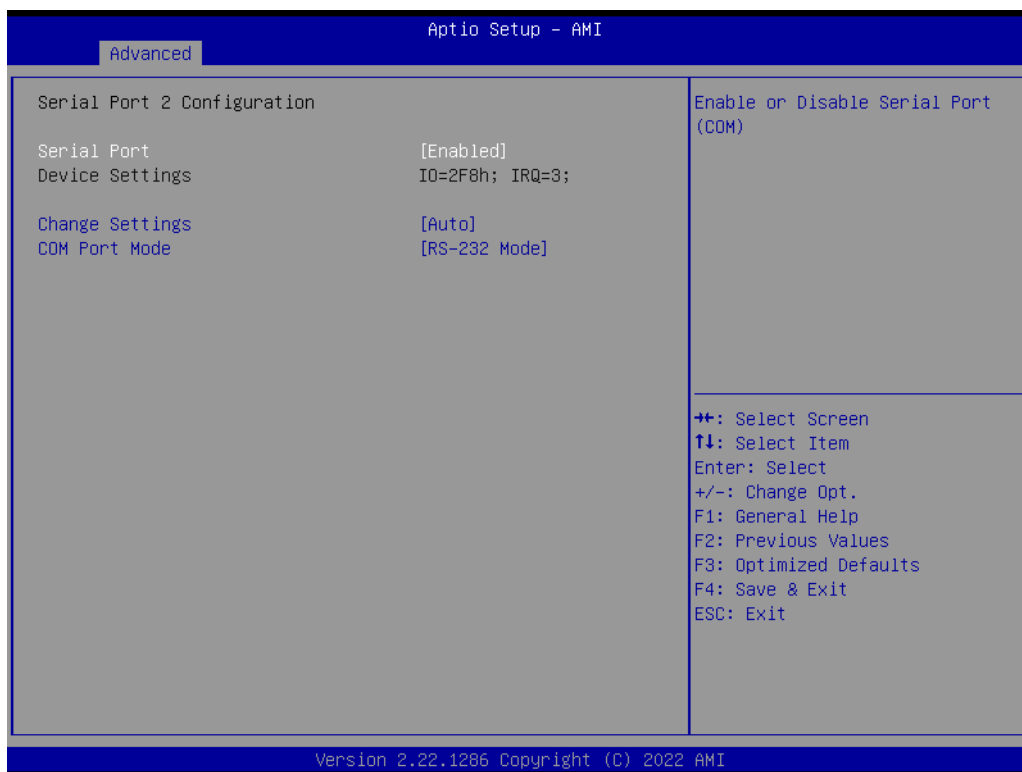 Aptio Setup – AMI
Advanced
Serial Port 2 Configuration
Serial Port [Enabled]
Device Settings IO=2F8h; IRQ=3;
Change Settings [Auto]
COM Port Mode [RS-232 Mode]
Enable or Disable Serial Port
(COM)
→←: Select Screen
↑↓: Select Item
Enter: Select
+/-: Change Opt.
F1: General Help
F2: Previous Values
F3: Optimized Defaults
F4: Save & Exit
ESC: Exit
Version 2.22.1286 Copyright (C) 2022 AMI